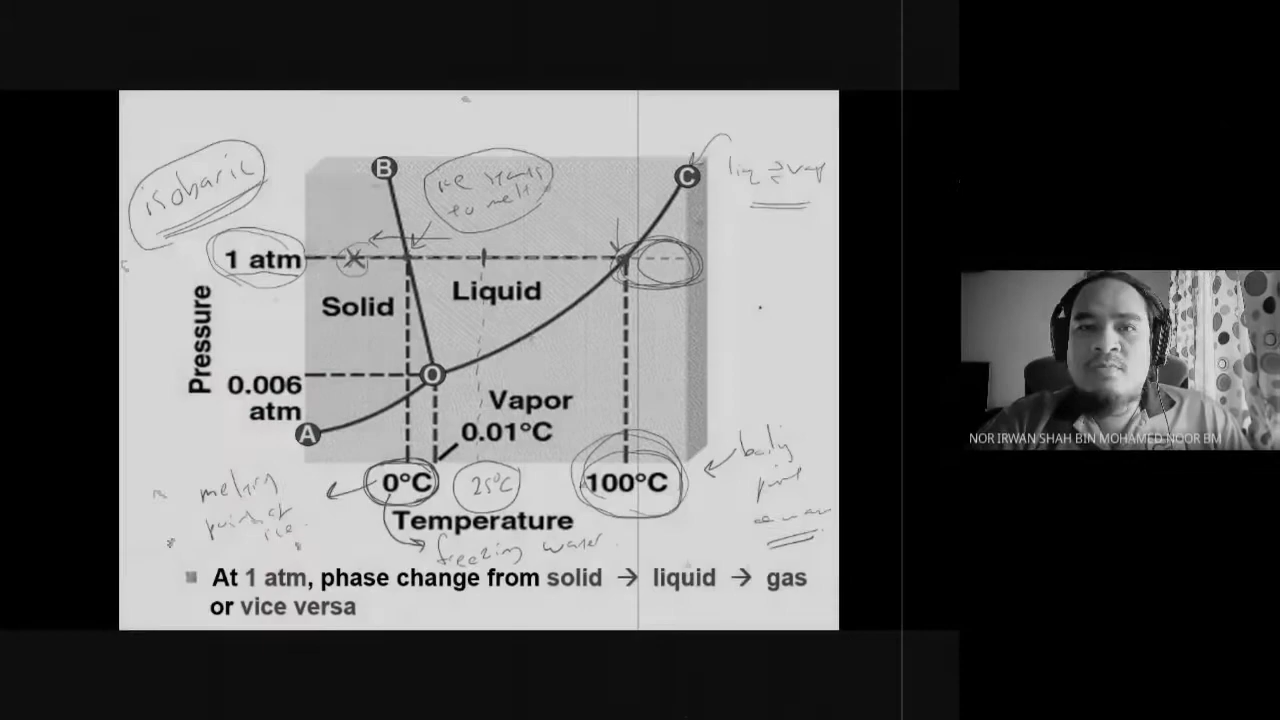 isobaric
ice starts
to melt
liq ⇌ vap
B
C
1 atm
X
Solid
Liquid
Pressure
0.006
atm
O
A
Vapor
0.01°C
0°C
25°C
100°C
boiling
point
melting
point of
ice
Temperature
freezing water
At 1 atm, phase change from solid → liquid → gas
or vice versa
NOR IRWAN SHAH BIN MOHAMED NOOR BM